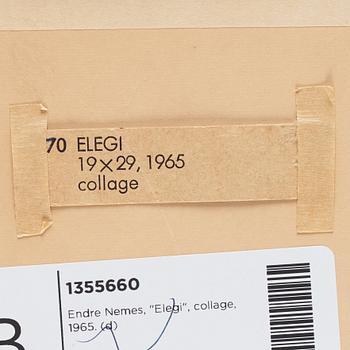 70 ELEGI
19×29, 1965
collage
1355660
Endre Nemes, "Elegi", collage,
1965. (d)
B